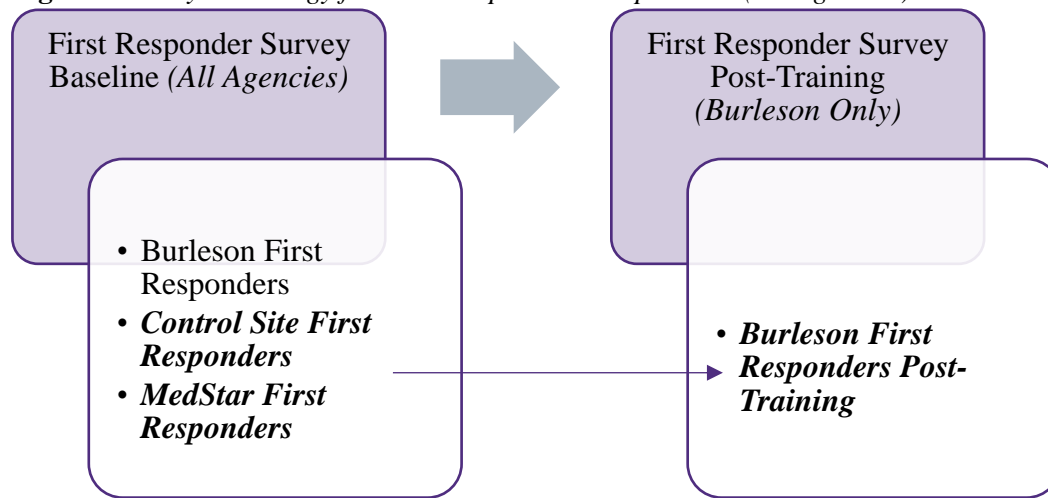 First Responder Survey
Baseline (All Agencies)
• Burleson First
Responders
• Control Site First
Responders
• MedStar First
Responders
First Responder Survey
Post-Training
(Burleson Only)
• Burleson First
Responders Post-
Training